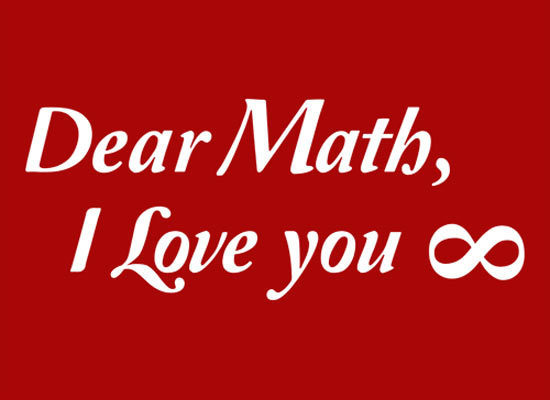 Dear Math,
I Love you ∞